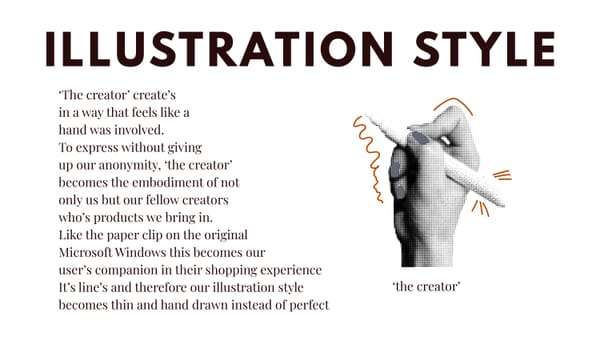 ILLUSTRATION STYLE
‘The creator’ create’s
in a way that feels like a
hand was involved.
To express without giving
up our anonymity, ‘the creator’
becomes the embodiment of not
only us but our fellow creators
who’s products we bring in.
Like the paper clip on the original
Microsoft Windows this becomes our
user’s companion in their shopping experience
It’s line’s and therefore our illustration style
becomes thin and hand drawn instead of perfect
‘the creator’